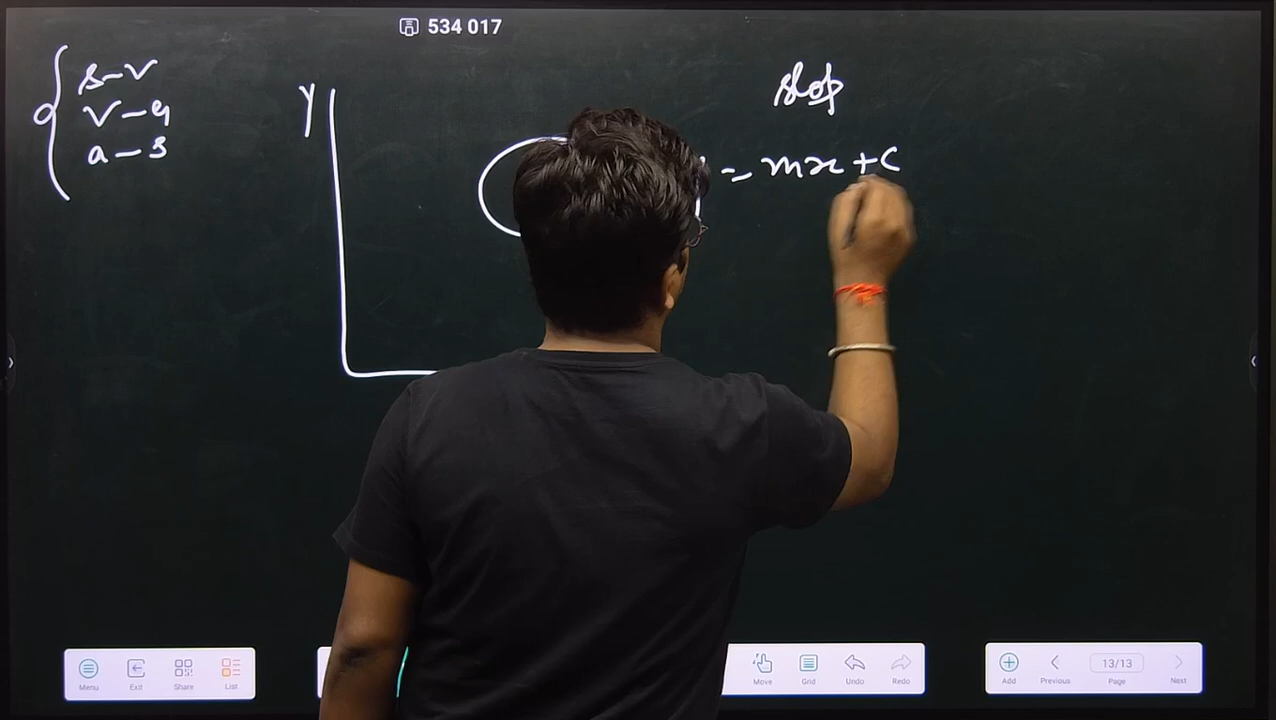 534 017
s-v
v-a
a-s
Y
slop
= mx+c
Menu
Exit
Share
List
Move
Grid
Undo
Redo
Add
Previous
13/13
Page
Next